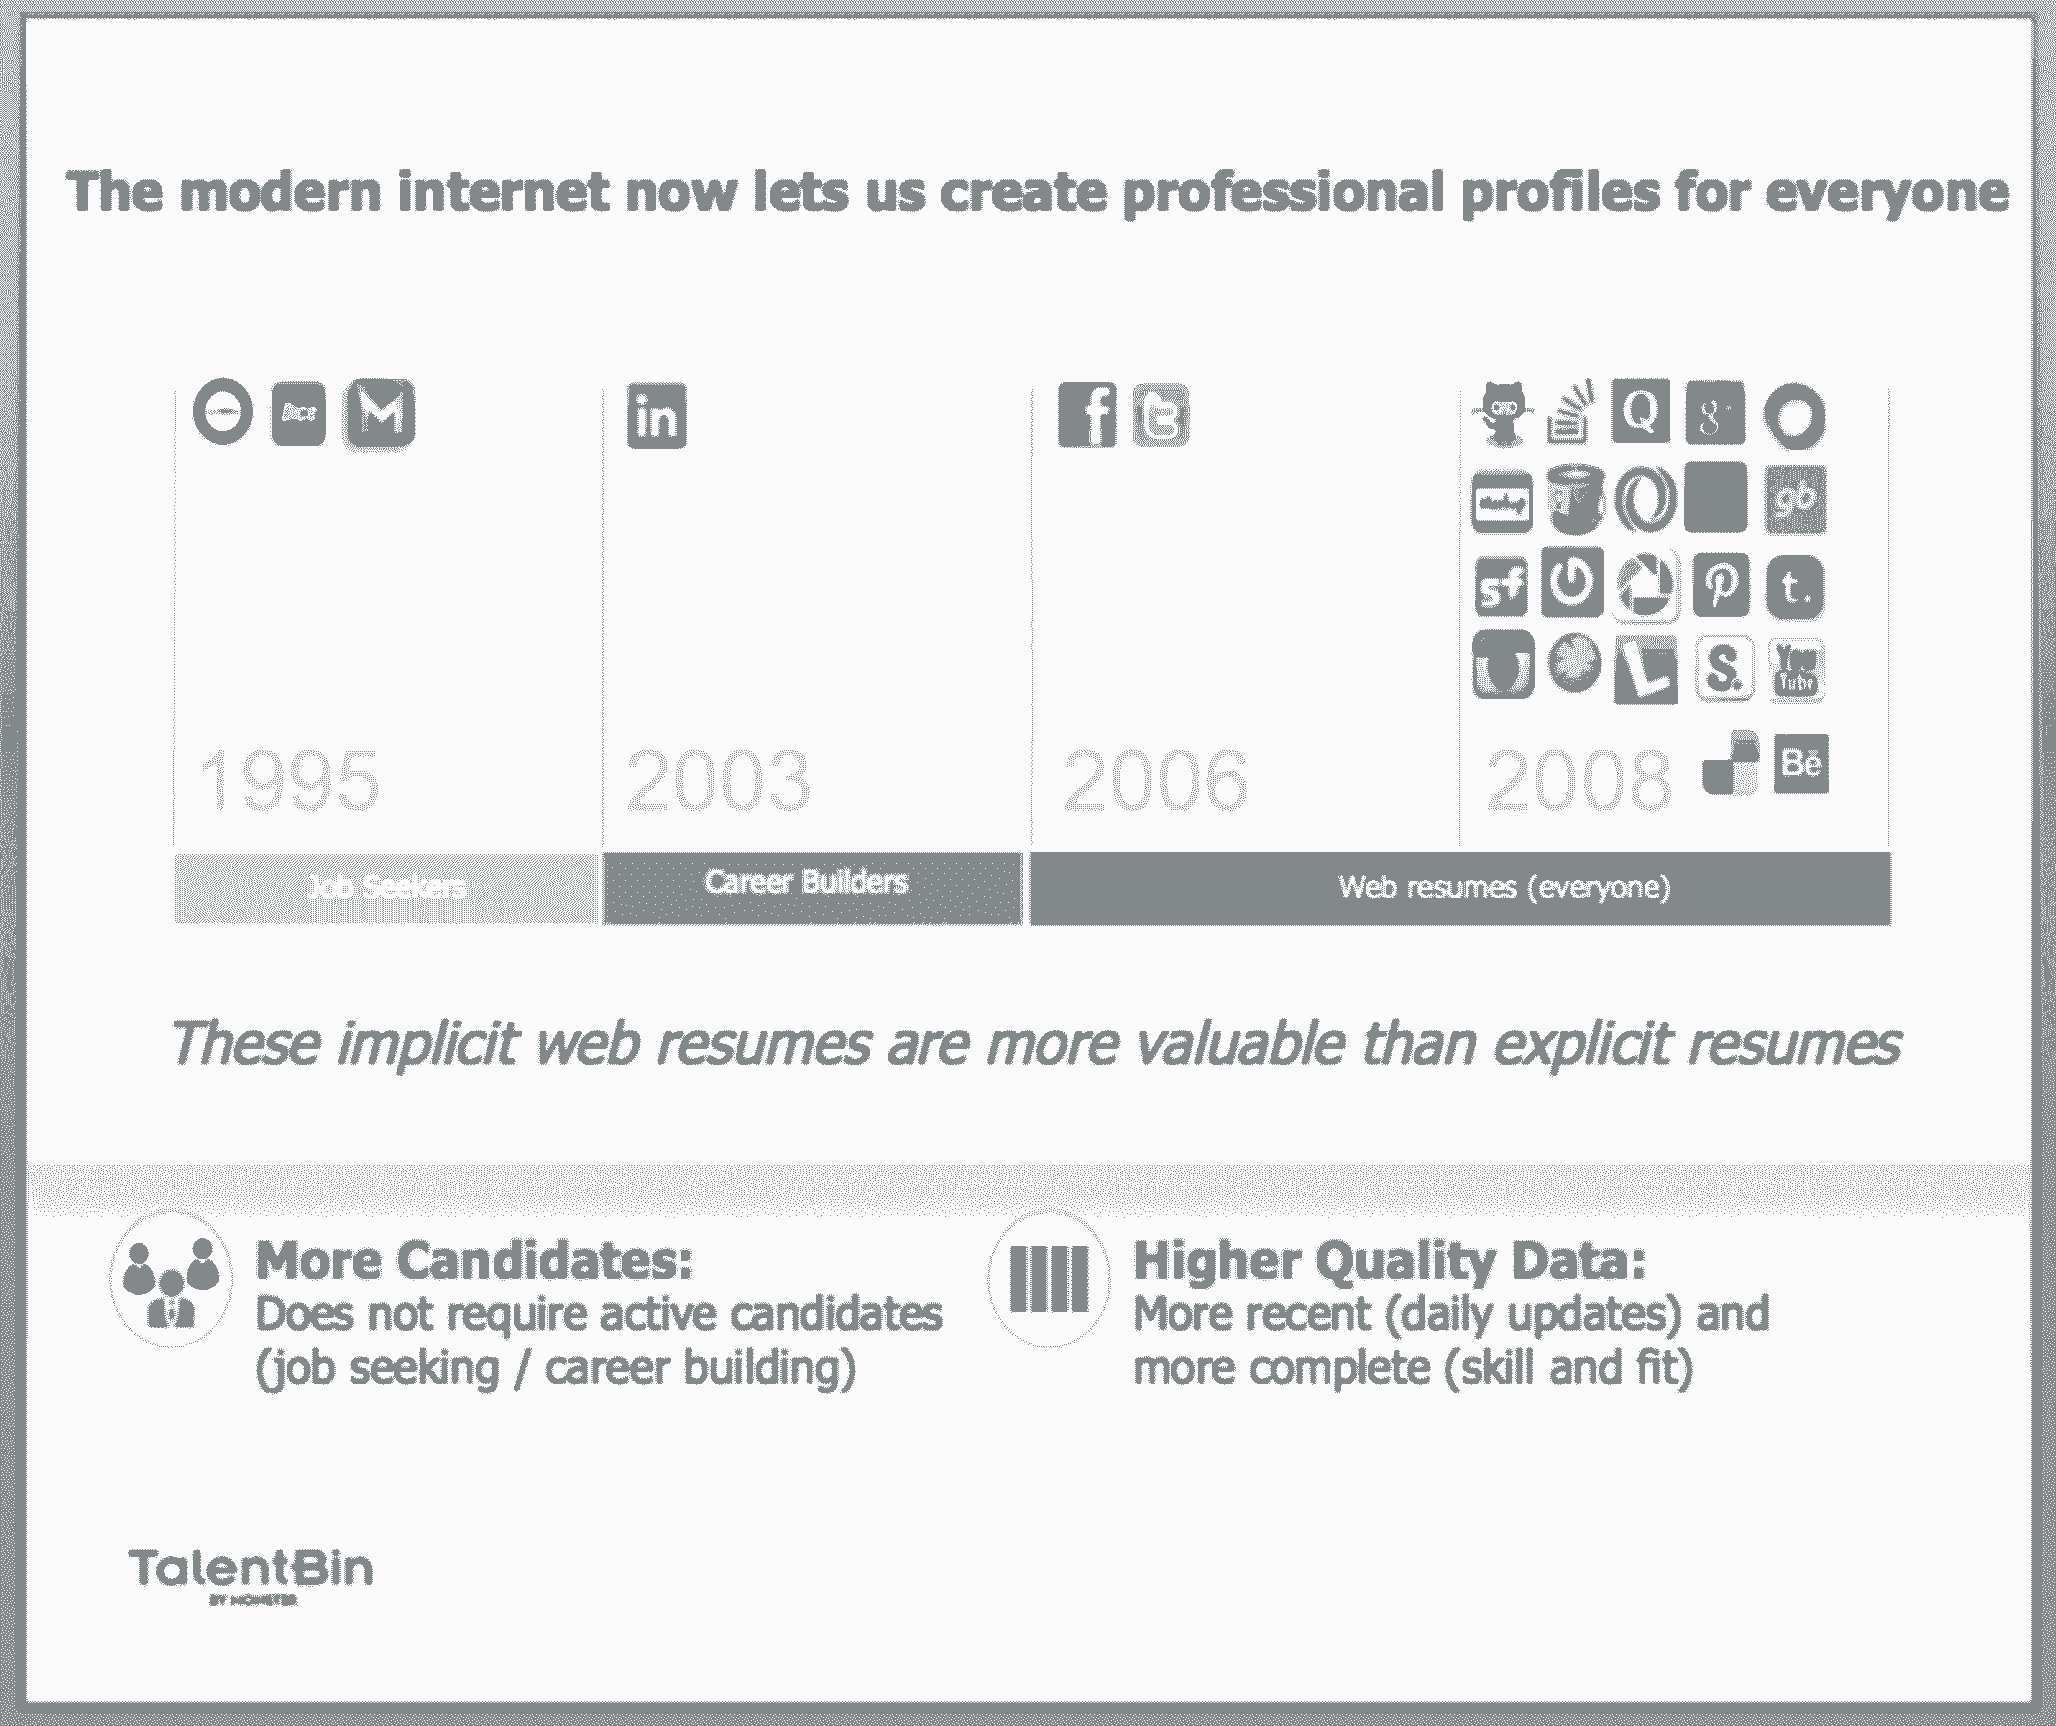 The modern internet now lets us create professional profiles for everyone
in
f
t
Q
g+
gb
sf
P
t.
L
S.
You
Tube
1995
2003
2006
2008
Bē
Job Seekers
Career Builders
Web resumes (everyone)
These implicit web resumes are more valuable than explicit resumes
More Candidates:
Does not require active candidates
(job seeking / career building)
Higher Quality Data:
More recent (daily updates) and
more complete (skill and fit)
TalentBin
BY MONSTER